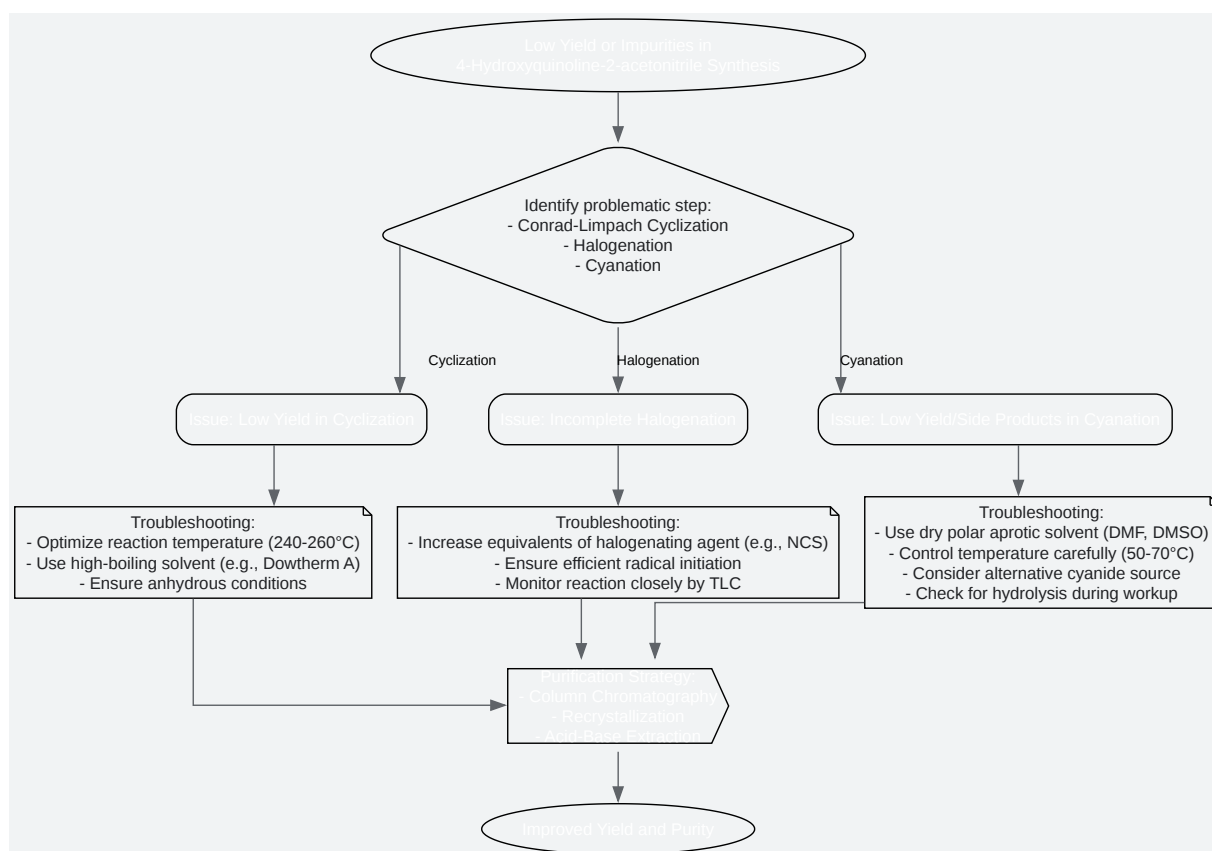 Low Yield or Impurities in
4-Hydroxyquinoline-2-acetonitrile Synthesis
Identify problematic step:
- Conrad-Limpach Cyclization
- Halogenation
- Cyanation
Cyclization
Halogenation
Cyanation
Issue: Low Yield in Cyclization
Issue: Incomplete Halogenation
Issue: Low Yield/Side Products in Cyanation
Troubleshooting:
- Optimize reaction temperature (240-260°C)
- Use high-boiling solvent (e.g., Dowtherm A)
- Ensure anhydrous conditions
Troubleshooting:
- Increase equivalents of halogenating agent (e.g., NCS)
- Ensure efficient radical initiation
- Monitor reaction closely by TLC
Troubleshooting:
- Use dry polar aprotic solvent (DMF, DMSO)
- Control temperature carefully (50-70°C)
- Consider alternative cyanide source
- Check for hydrolysis during workup
Purification Strategy:
- Column Chromatography
- Recrystallization
- Acid-Base Extraction
Improved Yield and Purity